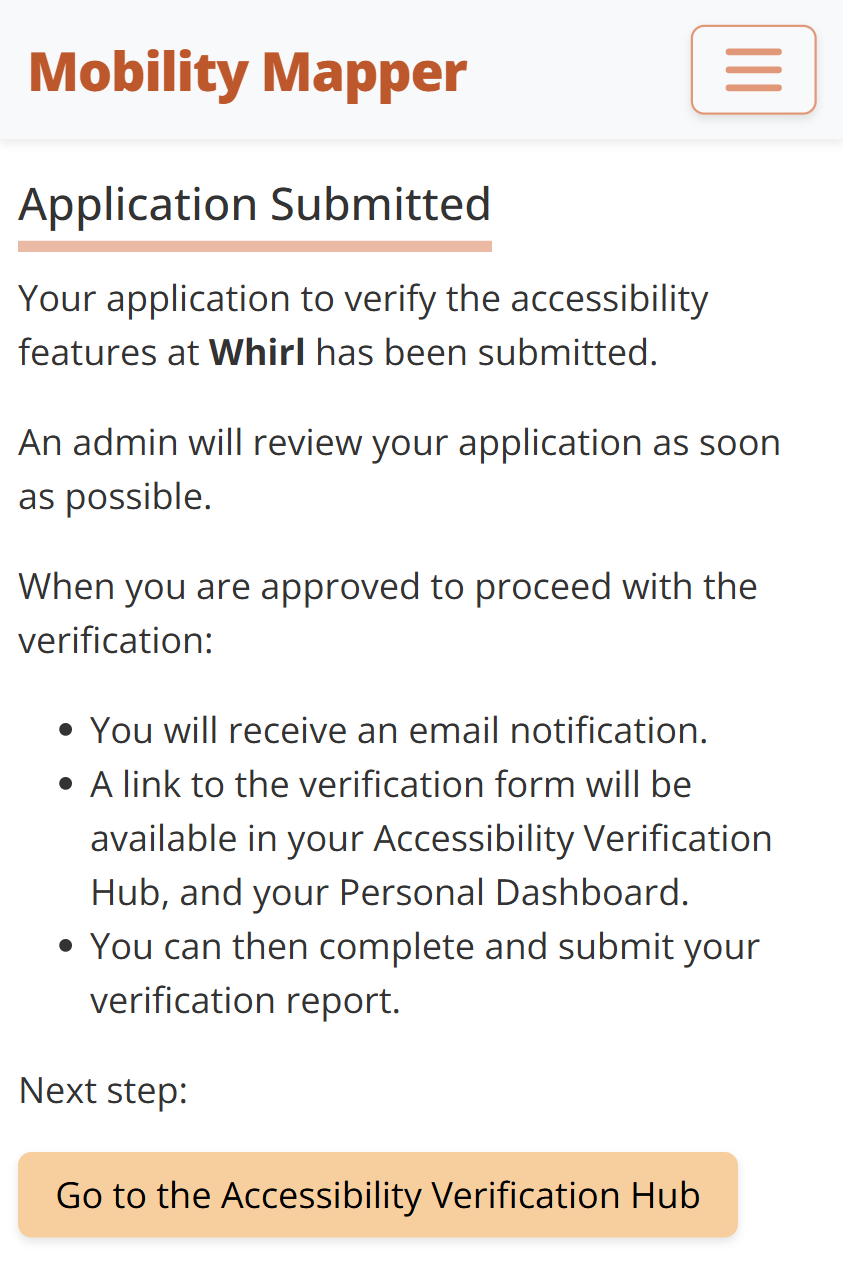 Mobility Mapper
Application Submitted
Your application to verify the accessibility
features at Whirl has been submitted.
An admin will review your application as soon
as possible.
When you are approved to proceed with the
verification:
• You will receive an email notification.
• A link to the verification form will be
available in your Accessibility Verification
Hub, and your Personal Dashboard.
• You can then complete and submit your
verification report.
Next step:
Go to the Accessibility Verification Hub